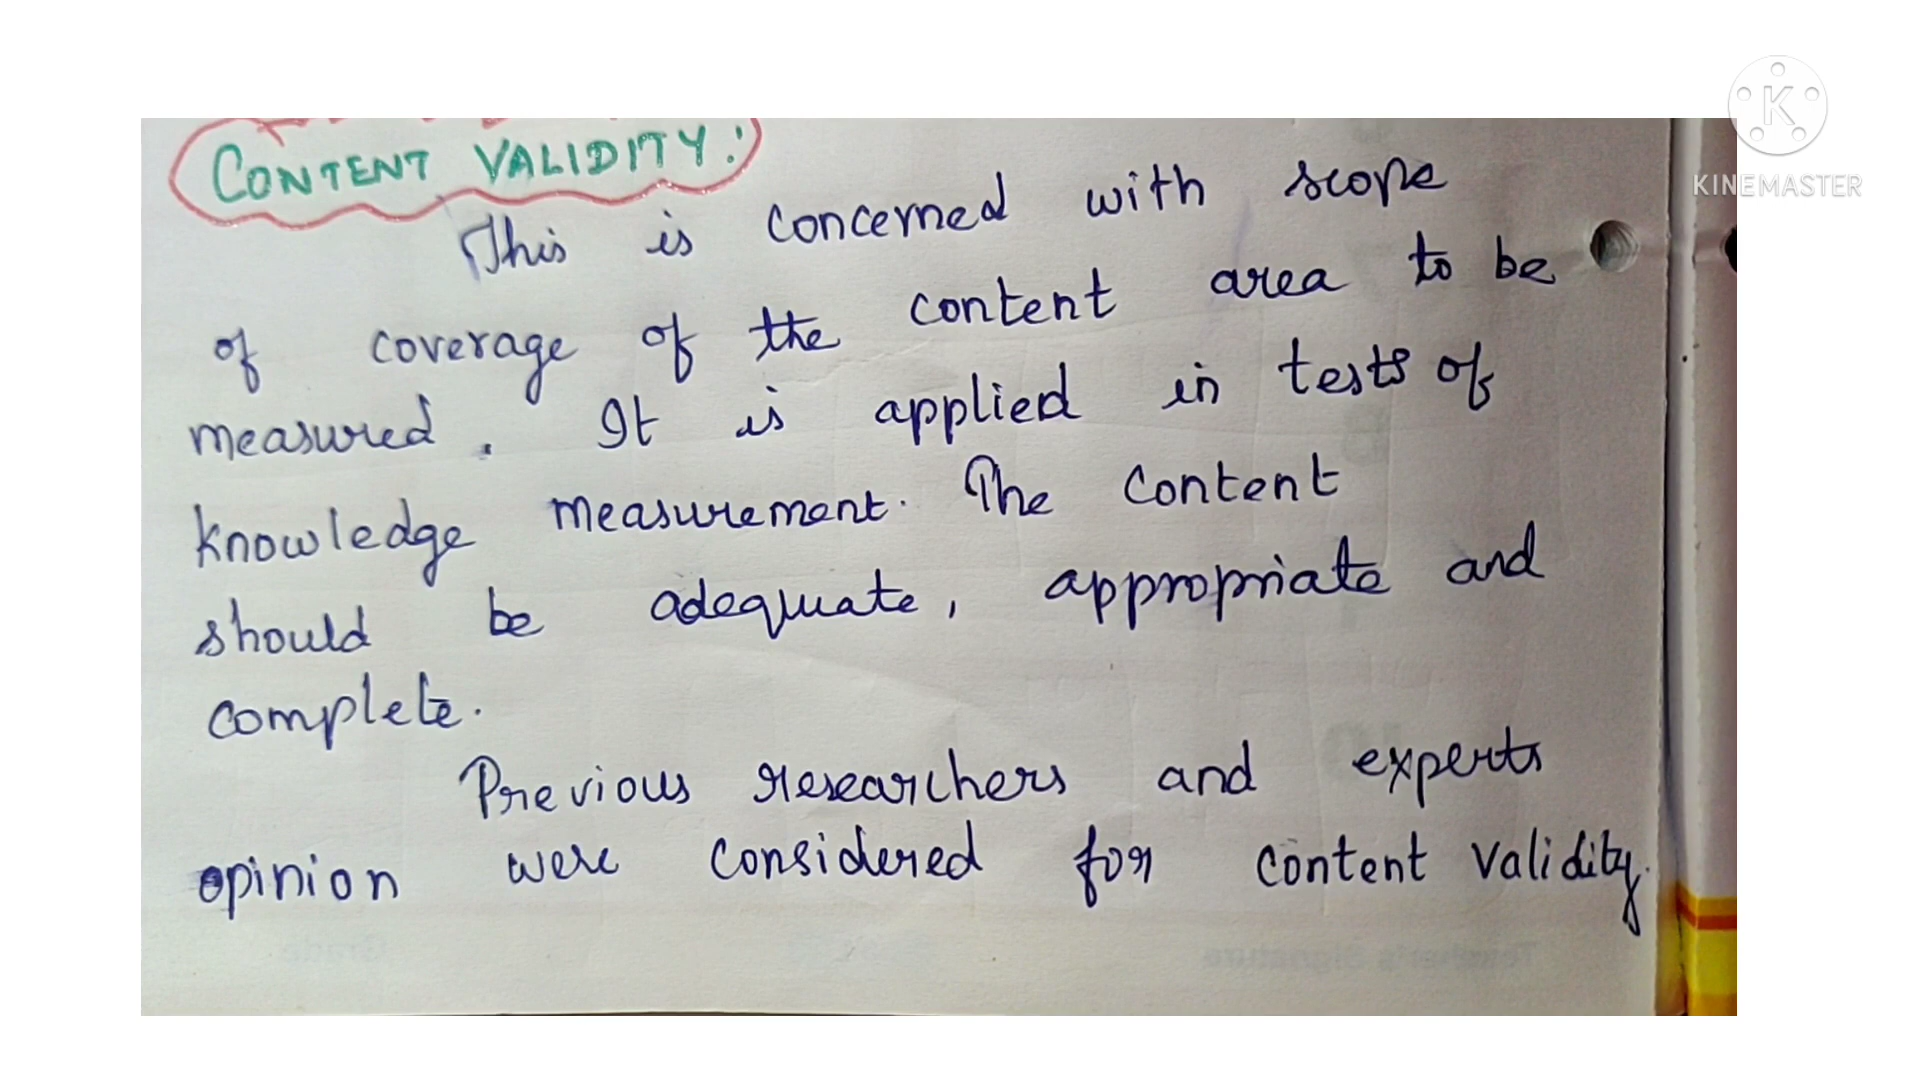 CONTENT VALIDITY:
This is concerned with scope
of coverage of the content area to be
measured. It is applied in tests of
knowledge measurement. The content
should be adequate, appropriate and
complete.
Previous researchers and experts
opinion were considered for content validity.
KINEMASTER